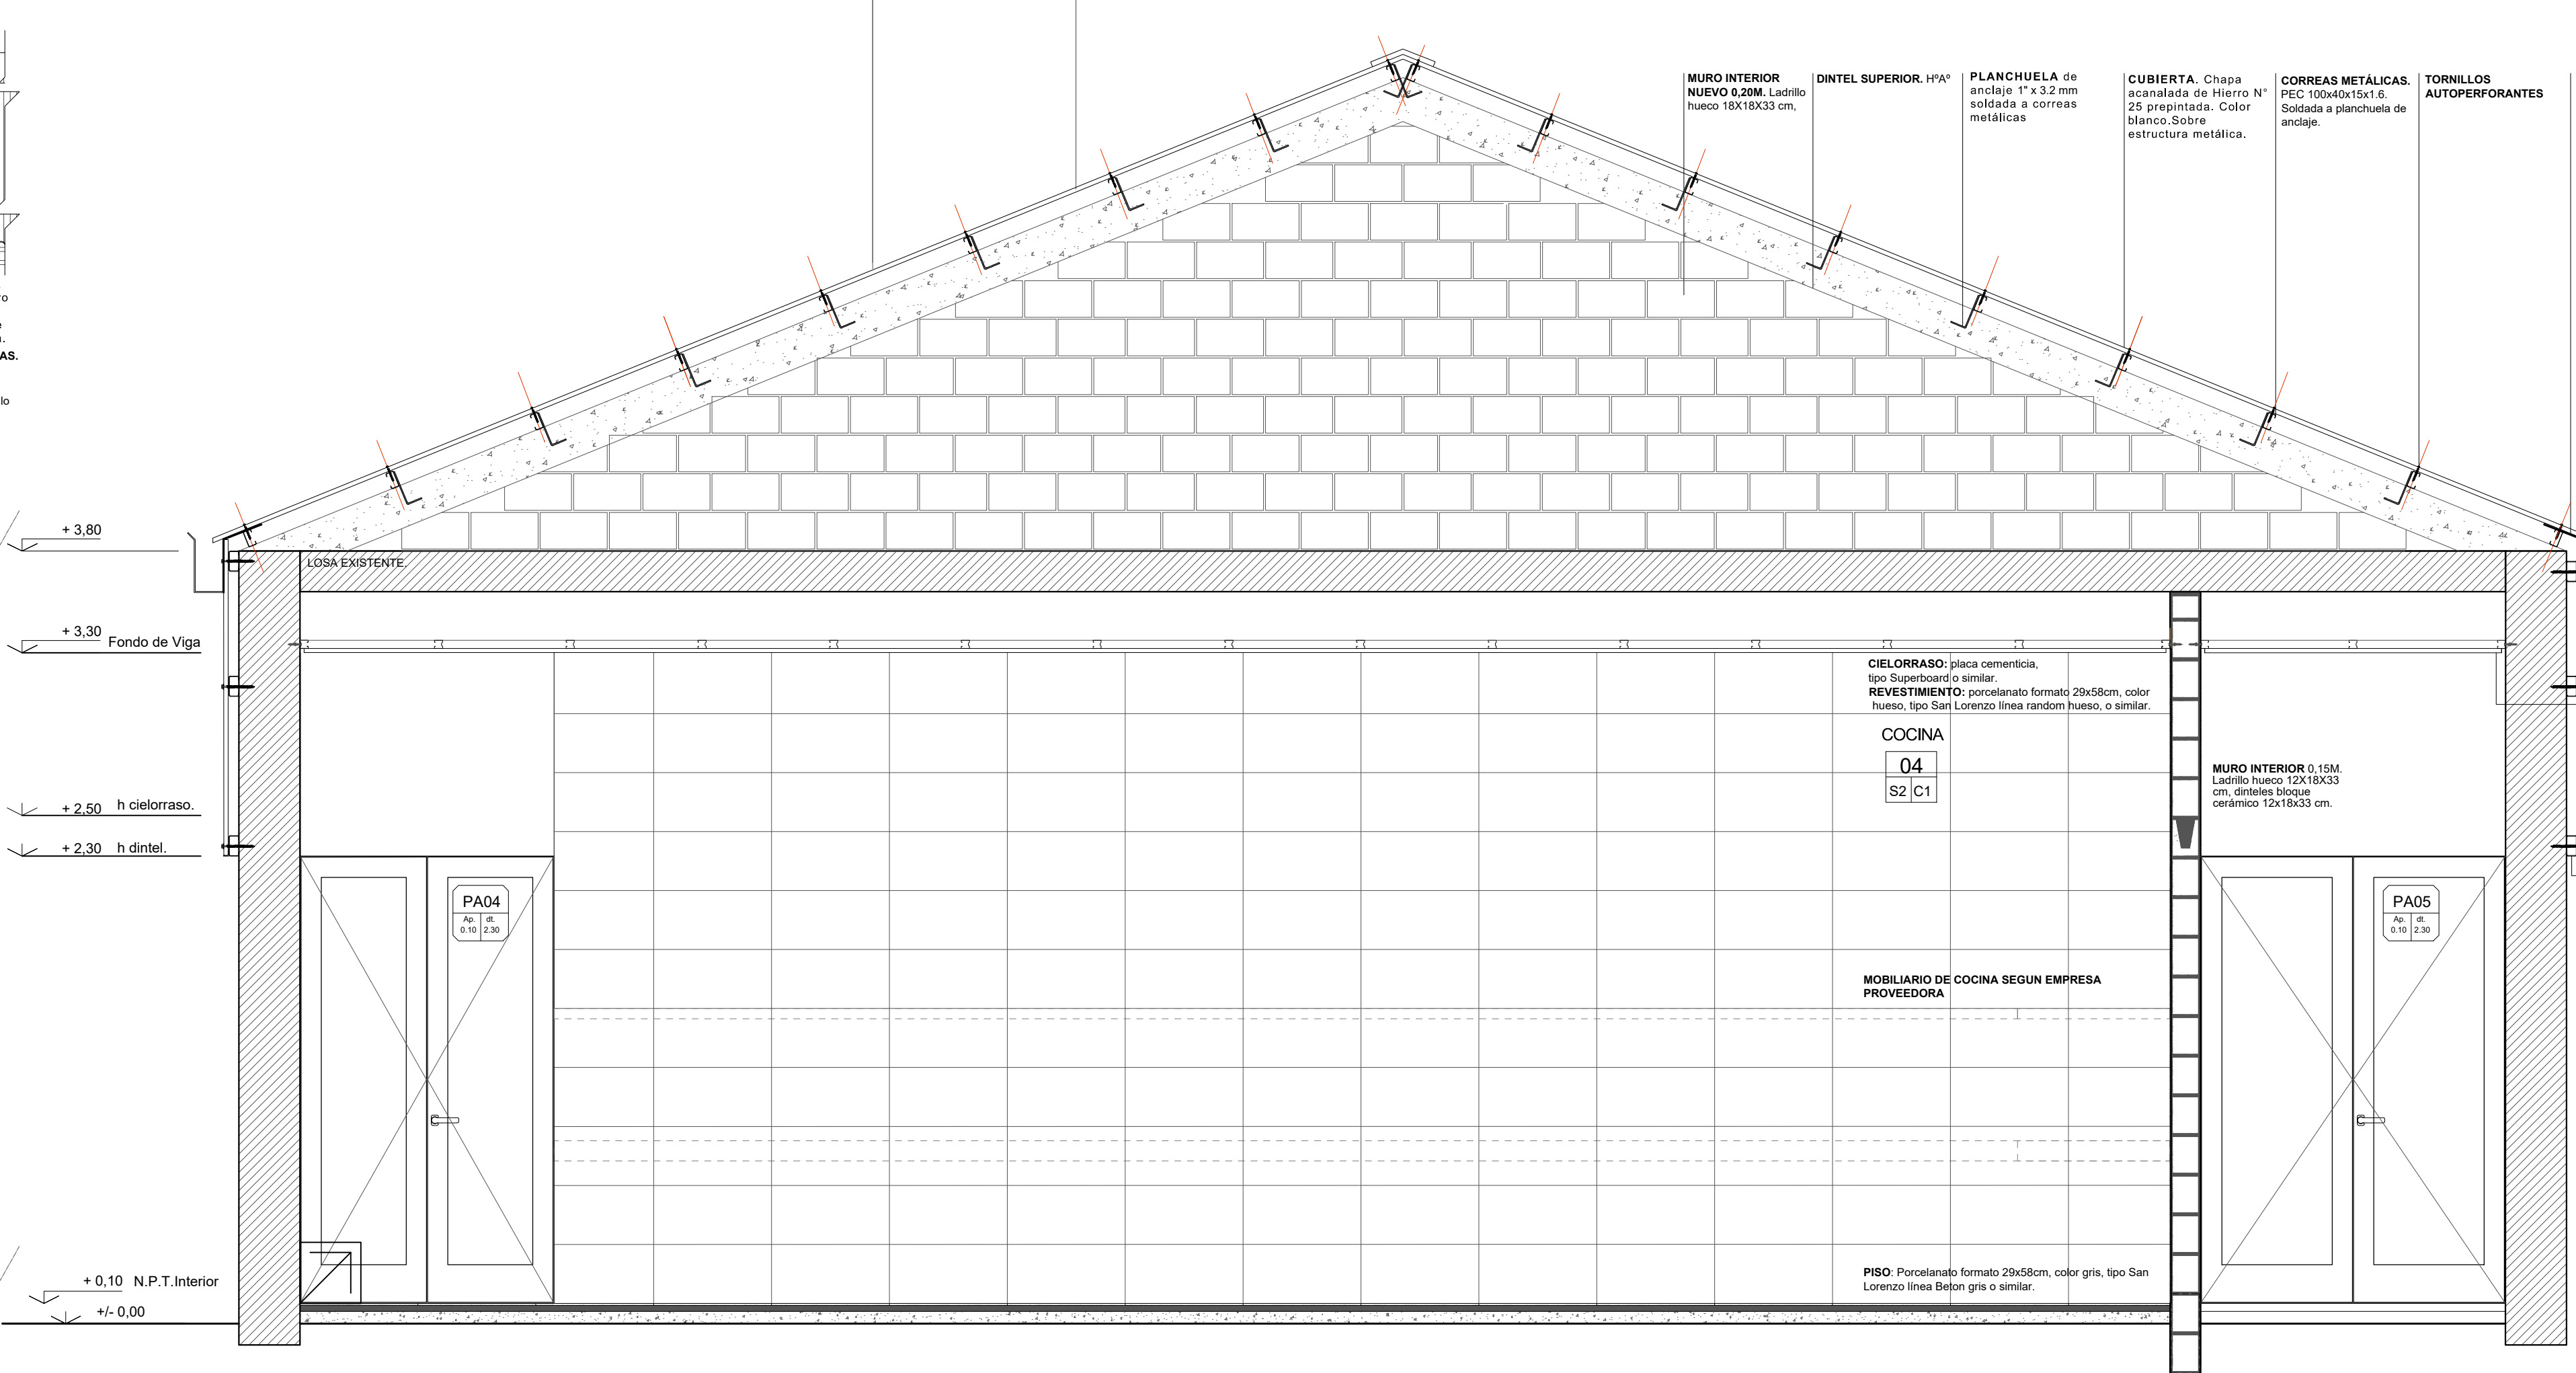 MURO INTERIOR
NUEVO 0,20M. Ladrillo
hueco 18X18X33 cm,
DINTEL SUPERIOR. HºAº
PLANCHUELA de
anclaje 1" x 3.2 mm
soldada a correas
metálicas
CUBIERTA. Chapa
acanalada de Hierro N°
25 prepintada. Color
blanco.Sobre
estructura metálica.
CORREAS METÁLICAS.
PEC 100x40x15x1.6.
Soldada a planchuela de
anclaje.
TORNILLOS
AUTOPERFORANTES
ro
e
AS.
lo
+ 3,80
LOSA EXISTENTE.
+ 3,30 Fondo de Viga
CIELORRASO: placa cementicia,
tipo Superboard o similar.
REVESTIMIENTO: porcelanato formato 29x58cm, color
hueso, tipo San Lorenzo línea random hueso, o similar.
COCINA
04
S2 C1
MURO INTERIOR 0,15M.
Ladrillo hueco 12X18X33
cm, dinteles bloque
cerámico 12x18x33 cm.
+ 2,50 h cielorraso.
+ 2,30 h dintel.
PA04
Ap. dt.
0.10 2.30
PA05
Ap. dt.
0.10 2.30
MOBILIARIO DE COCINA SEGUN EMPRESA
PROVEEDORA
PISO: Porcelanato formato 29x58cm, color gris, tipo San
Lorenzo línea Beton gris o similar.
+ 0,10 N.P.T.Interior
+/- 0,00